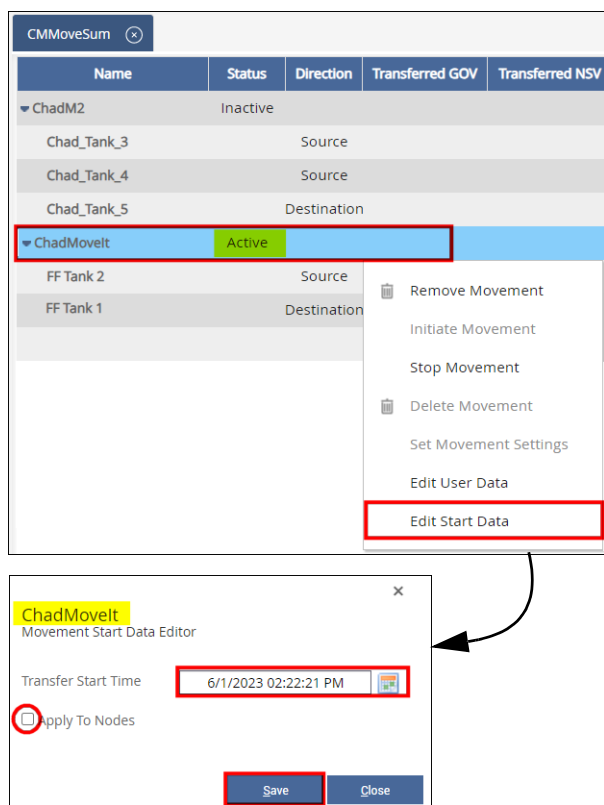 CMMoveSum
Name Status Direction Transferred GOV Transferred NSV
ChadM2 Inactive
Chad_Tank_3 Source
Chad_Tank_4 Source
Chad_Tank_5 Destination
ChadMoveIt Active
FF Tank 2 Source
FF Tank 1 Destination
Remove Movement
Initiate Movement
Stop Movement
Delete Movement
Set Movement Settings
Edit User Data
Edit Start Data
ChadMoveIt
Movement Start Data Editor
Transfer Start Time 6/1/2023 02:22:21 PM
Apply To Nodes
Save Close